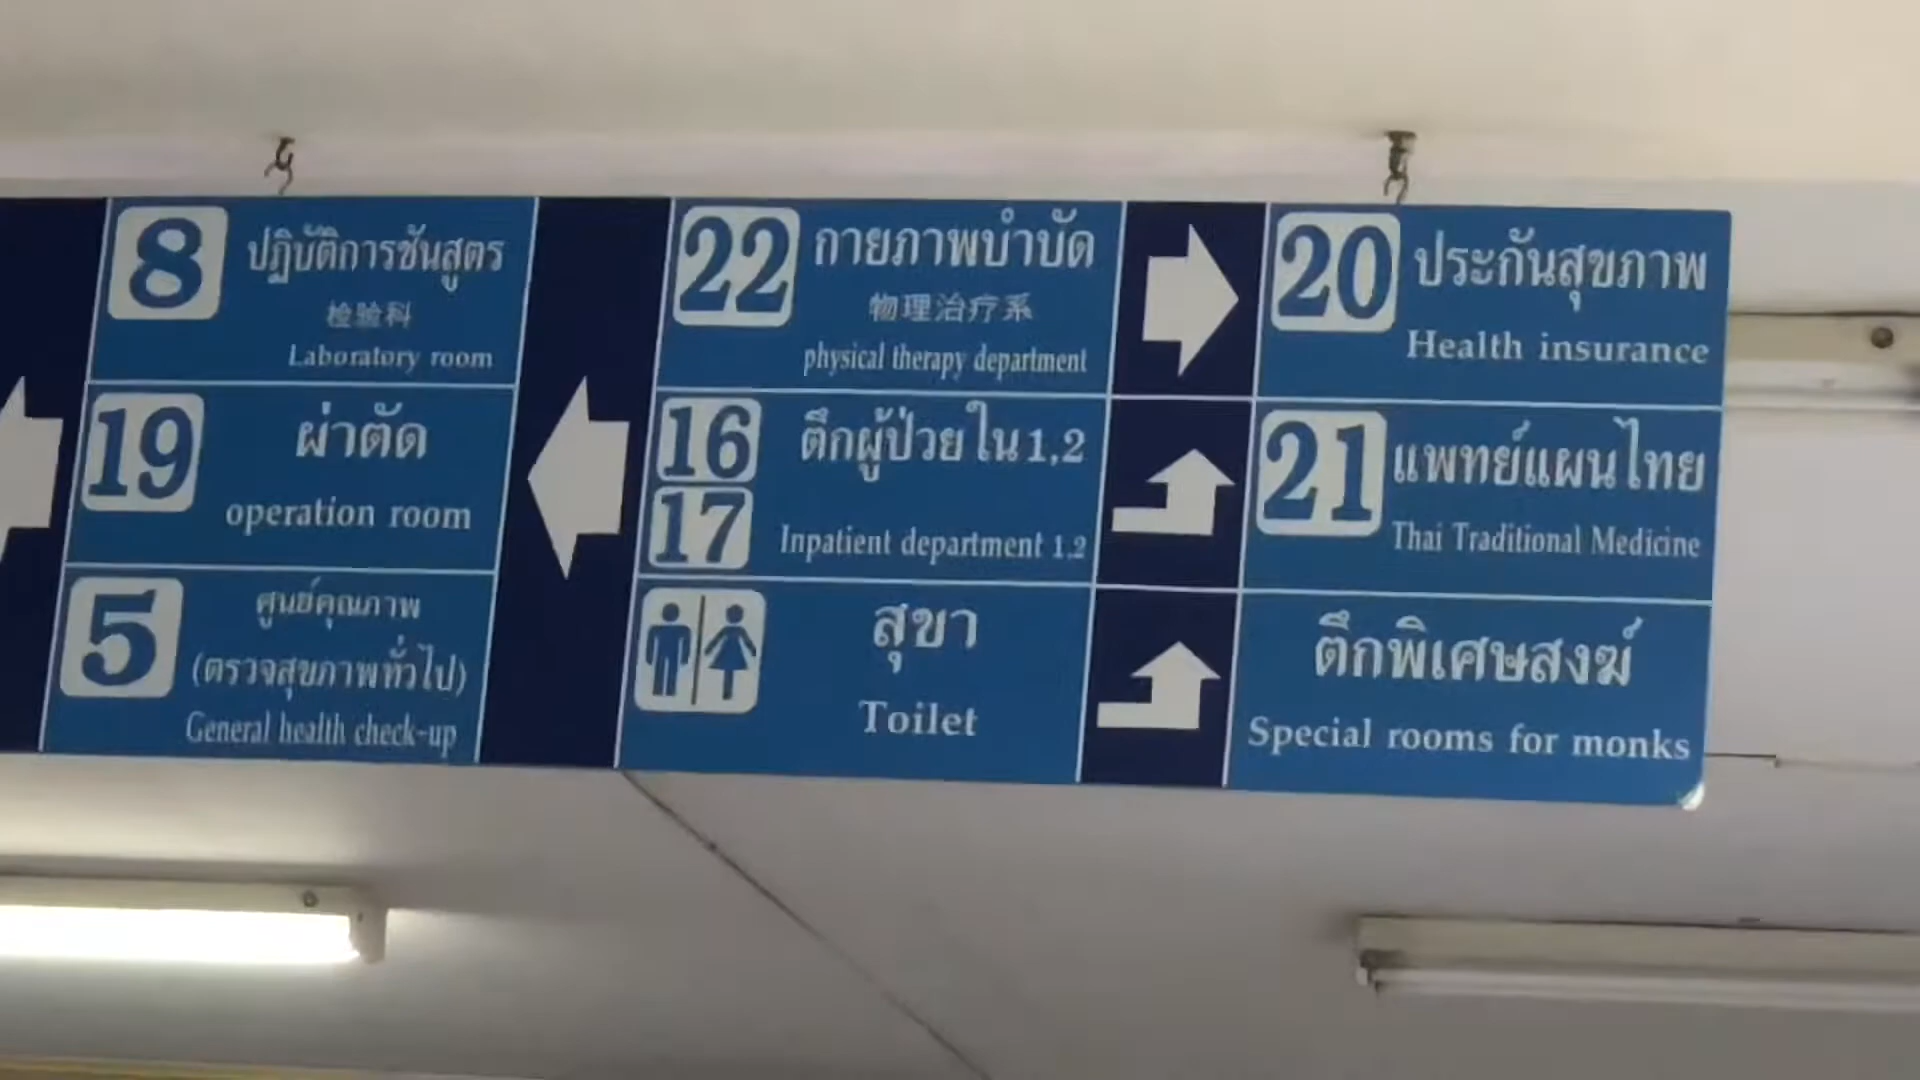 8
ปฏิบัติการชันสูตร
检验科
Laboratory room
19
ผ่าตัด
operation room
5
ศูนย์คุณภาพ
(ตรวจสุขภาพทั่วไป)
General health check-up
22
กายภาพบำบัด
物理治疗系
physical therapy department
16
17
ตึกผู้ป่วยใน 1,2
Inpatient department 1,2
สุขา
Toilet
20
ประกันสุขภาพ
Health insurance
21
แพทย์แผนไทย
Thai Traditional Medicine
ตึกพิเศษสงฆ์
Special rooms for monks